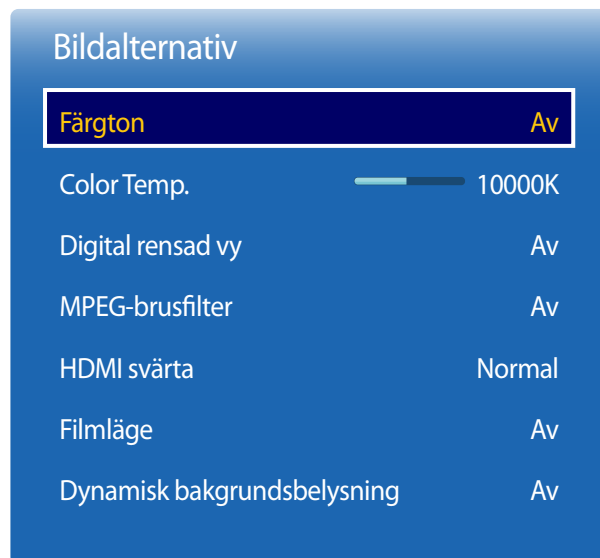 Bildalternativ
Färgton Av
Color Temp. 10000K
Digital rensad vy Av
MPEG-brusfilter Av
HDMI svärta Normal
Filmläge Av
Dynamisk bakgrundsbelysning Av